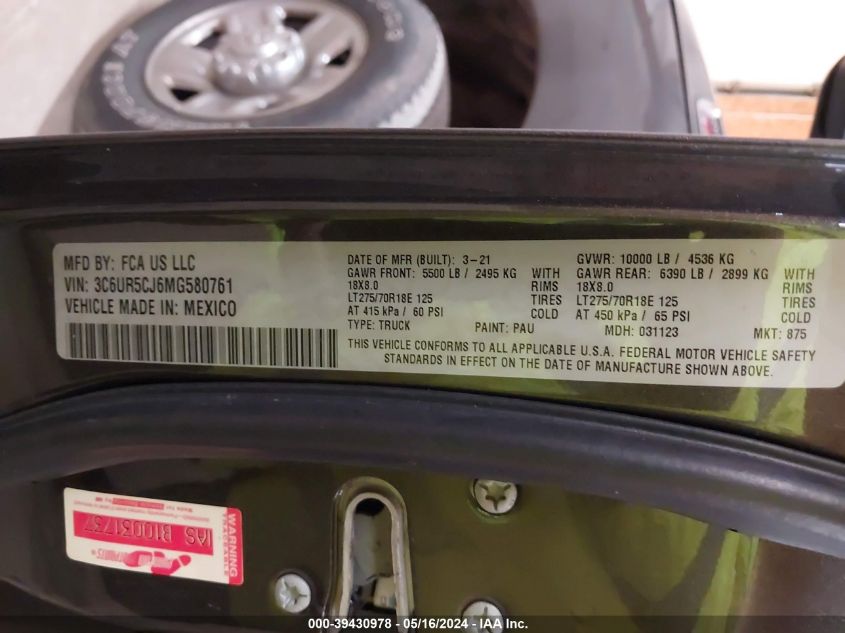 MFD BY: FCA US LLC
VIN: 3C6UR5CJ6MG580761
VEHICLE MADE IN MEXICO
DATE OF MFR (BUILT): 3-21
GAWR FRONT: 5500 LB / 2495 KG WITH
18X8.0 RIMS
LT275/70R18E 125 TIRES
AT 415 kPa / 60 PSI COLD
TYPE: TRUCK PAINT: PAU
GVWR: 10000 LB / 4536 KG
GAWR REAR: 6390 LB / 2899 KG WITH
18X8.0 RIMS
LT275/70R18E 125 TIRES
AT 450 kPa / 65 PSI COLD
MDH: 031123 MKT: 875
THIS VEHICLE CONFORMS TO ALL APPLICABLE U.S.A. FEDERAL MOTOR VEHICLE SAFETY
STANDARDS IN EFFECT ON THE DATE OF MANUFACTURE SHOWN ABOVE.
WARNING
IAS B10031737
000-39430978 - 05/16/2024 - IAA Inc.